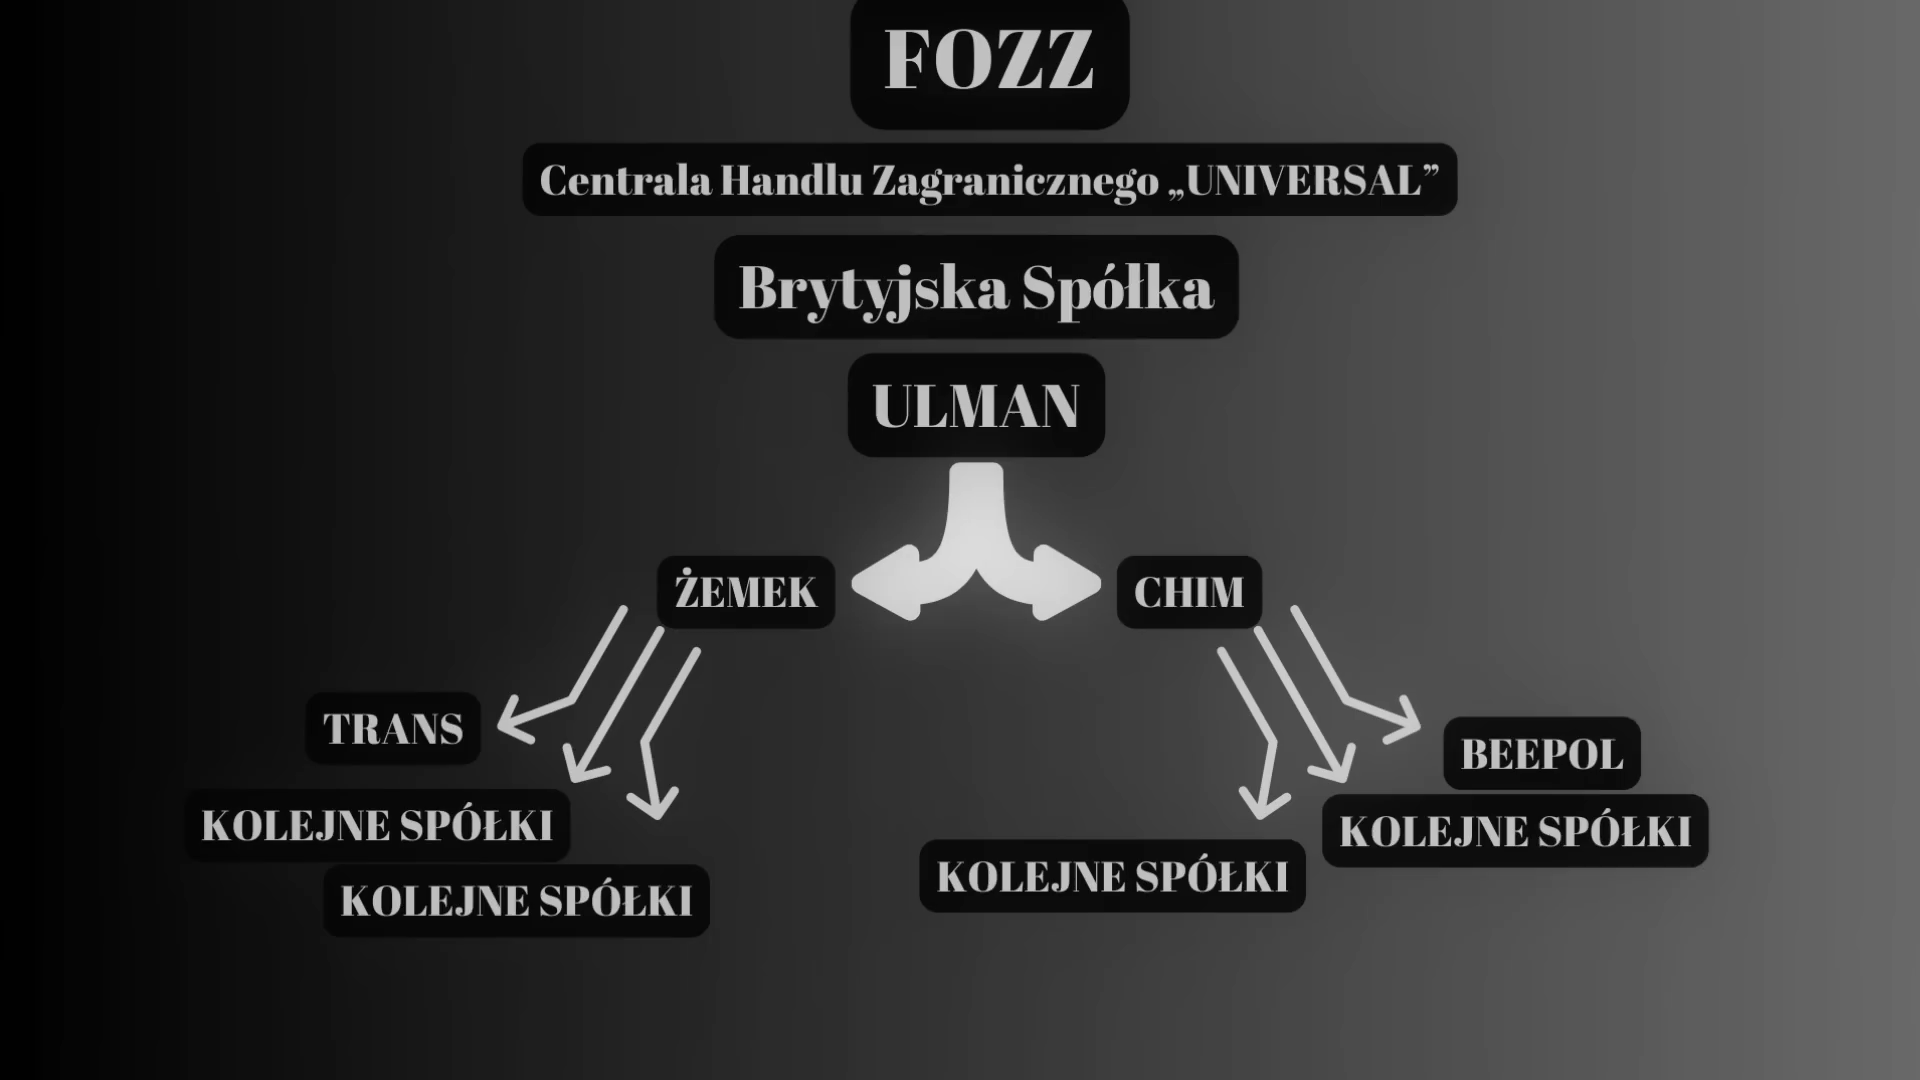 FOZZ
Centrala Handlu Zagranicznego „UNIVERSAL”
Brytyjska Spółka
ULMAN
ŻEMEK
CHIM
TRANS
KOLEJNE SPÓŁKI
KOLEJNE SPÓŁKI
BEEPOL
KOLEJNE SPÓŁKI
KOLEJNE SPÓŁKI